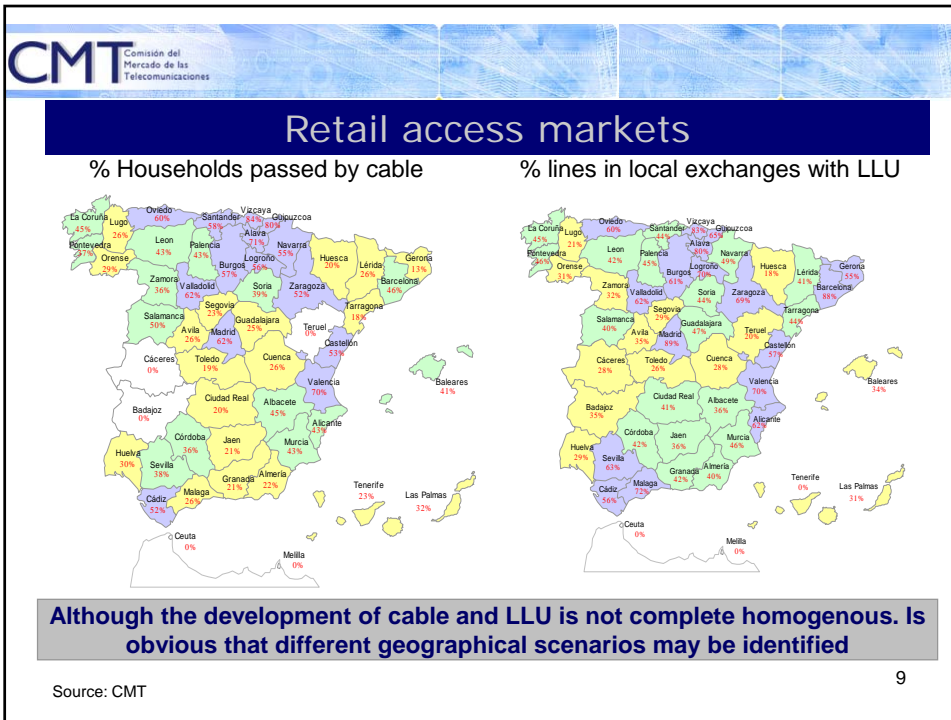 CMT
Comisión del
Mercado de las
Telecomunicaciones
Retail access markets
% Households passed by cable
La Coruña
45%
Lugo
26%
Oviedo
60%
Santander
58%
Vizcaya
84%
Guipuzcoa
80%
Alava
71%
Navarra
55%
Pontevedra
37%
Orense
29%
Leon
43%
Palencia
43%
Burgos
57%
Logroño
56%
Huesca
20%
Lérida
26%
Gerona
13%
Barcelona
46%
Zamora
36%
Valladolid
62%
Soria
39%
Zaragoza
52%
Tarragona
18%
Segovia
23%
Salamanca
50%
Avila
26%
Madrid
62%
Guadalajara
25%
Teruel
0%
Castellón
53%
Cáceres
0%
Toledo
19%
Cuenca
26%
Valencia
70%
Baleares
41%
Badajoz
0%
Ciudad Real
20%
Albacete
45%
Alicante
43%
Murcia
43%
Huelva
30%
Sevilla
38%
Córdoba
36%
Jaen
21%
Granada
21%
Almería
22%
Cádiz
52%
Malaga
26%
Tenerife
23%
Las Palmas
32%
Ceuta
0%
Melilla
0%
% lines in local exchanges with LLU
La Coruña
45%
Lugo
21%
Oviedo
60%
Santander
44%
Vizcaya
83%
Guipuzcoa
65%
Alava
80%
Navarra
49%
Pontevedra
46%
Orense
31%
Leon
42%
Palencia
45%
Burgos
61%
Logroño
Huesca
18%
Lérida
41%
Gerona
55%
Barcelona
88%
Zamora
32%
Valladolid
62%
Soria
44%
Zaragoza
69%
Tarragona
44%
Segovia
29%
Salamanca
40%
Avila
35%
Madrid
89%
Guadalajara
47%
Teruel
20%
Castellón
57%
Cáceres
28%
Toledo
26%
Cuenca
28%
Valencia
70%
Baleares
34%
Badajoz
35%
Ciudad Real
41%
Albacete
36%
Alicante
62%
Murcia
46%
Huelva
29%
Sevilla
63%
Córdoba
42%
Jaen
36%
Granada
42%
Almería
40%
Cádiz
56%
Malaga
72%
Tenerife
0%
Las Palmas
31%
Ceuta
0%
Melilla
0%
Although the development of cable and LLU is not complete homogenous. Is
obvious that different geographical scenarios may be identified
Source: CMT
9